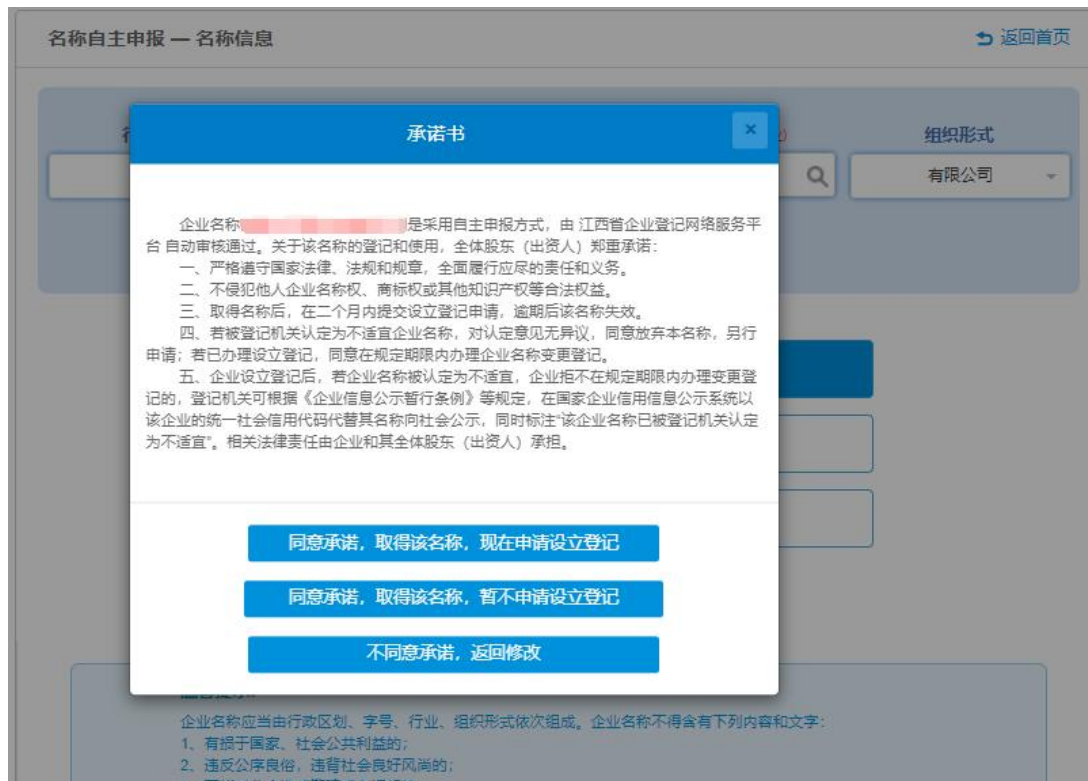 名称自主申报 — 名称信息
返回首页
承诺书
×
组织形式
有限公司
企业名称是采用自主申报方式，由 江西省企业登记网络服务平
台 自动审核通过。关于该名称的登记和使用，全体股东（出资人）郑重承诺：
一、严格遵守国家法律、法规和规章，全面履行应尽的责任和义务。
二、不侵犯他人企业名称权、商标权或其他知识产权等合法权益。
三、取得名称后，在二个月内提交设立登记申请，逾期后该名称失效。
四、若被登记机关认定为不适宜企业名称，对认定意见无异议，同意放弃本名称，另行
申请；若已办理设立登记，同意在规定期限内办理企业名称变更登记。
五、企业设立登记后，若企业名称被认定为不适宜，企业拒不在规定期限内办理变更登
记的，登记机关可根据《企业信息公示暂行条例》等规定，在国家企业信用信息公示系统以
该企业的统一社会信用代码代替其名称向社会公示，同时标注“该企业名称已被登记机关认定
为不适宜”。相关法律责任由企业和其全体股东（出资人）承担。
同意承诺，取得该名称，现在申请设立登记
同意承诺，取得该名称，暂不申请设立登记
不同意承诺，返回修改
企业名称应当由行政区划、字号、行业、组织形式依次组成。企业名称不得含有下列内容和文字：
1、有损于国家、社会公共利益的；
2、违反公序良俗，违背社会良好风尚的；